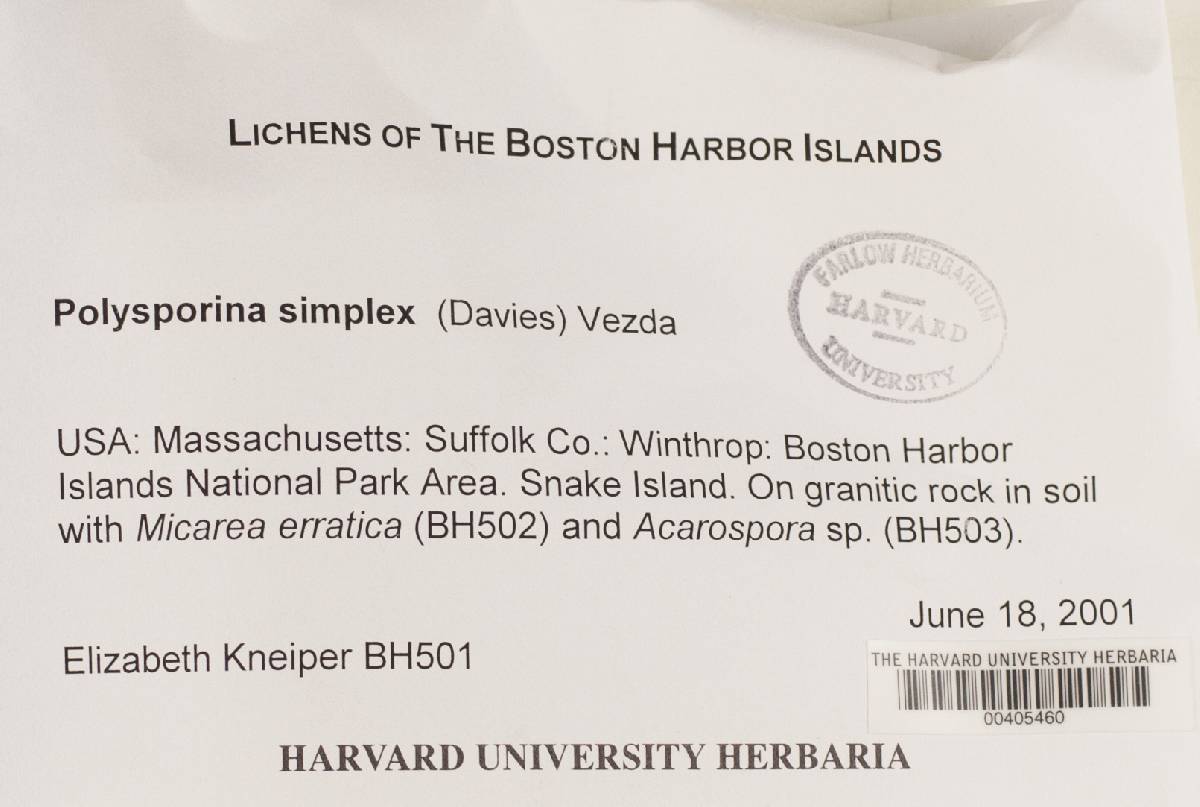 LICHENS OF THE BOSTON HARBOR ISLANDS
FARLOW HERBARIUM
HARVARD
UNIVERSITY
Polysporina simplex (Davies) Vezda
USA: Massachusetts: Suffolk Co.: Winthrop: Boston Harbor
Islands National Park Area. Snake Island. On granitic rock in soil
with Micarea erratica (BH502) and Acarospora sp. (BH503).
June 18, 2001
Elizabeth Kneiper BH501
THE HARVARD UNIVERSITY HERBARIA
00405460
HARVARD UNIVERSITY HERBARIA